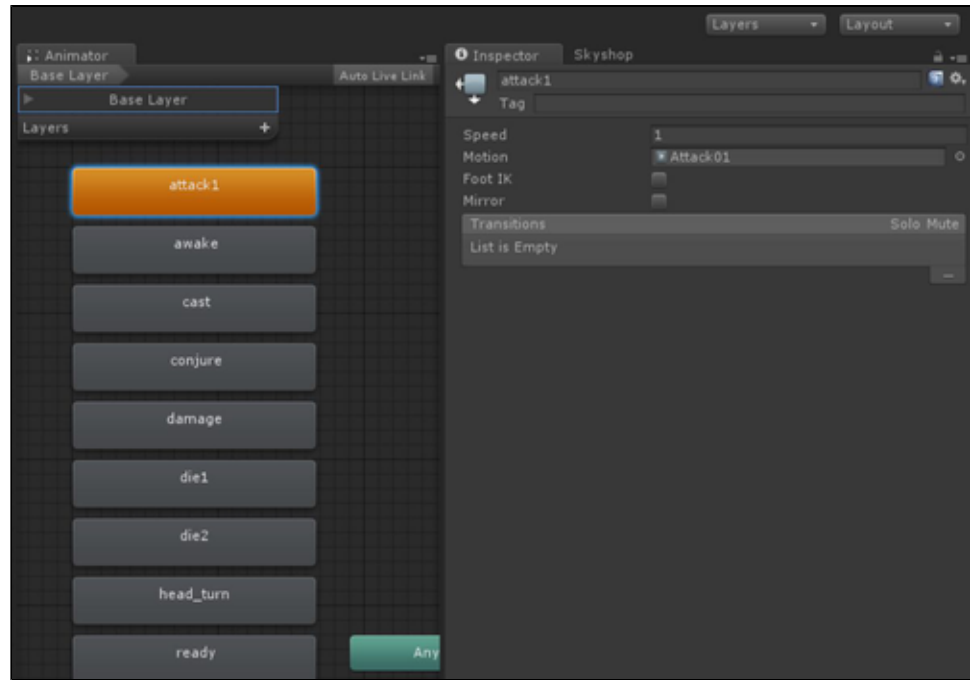 Layers Layout
Animator
Base Layer Auto Live Link
Base Layer
Layers +
attack1
awake
cast
conjure
damage
die1
die2
head_turn
ready
Any
Inspector Skyshop
attack1
Tag
Speed 1
Motion Attack01
Foot IK
Mirror
Transitions Solo Mute
List is Empty